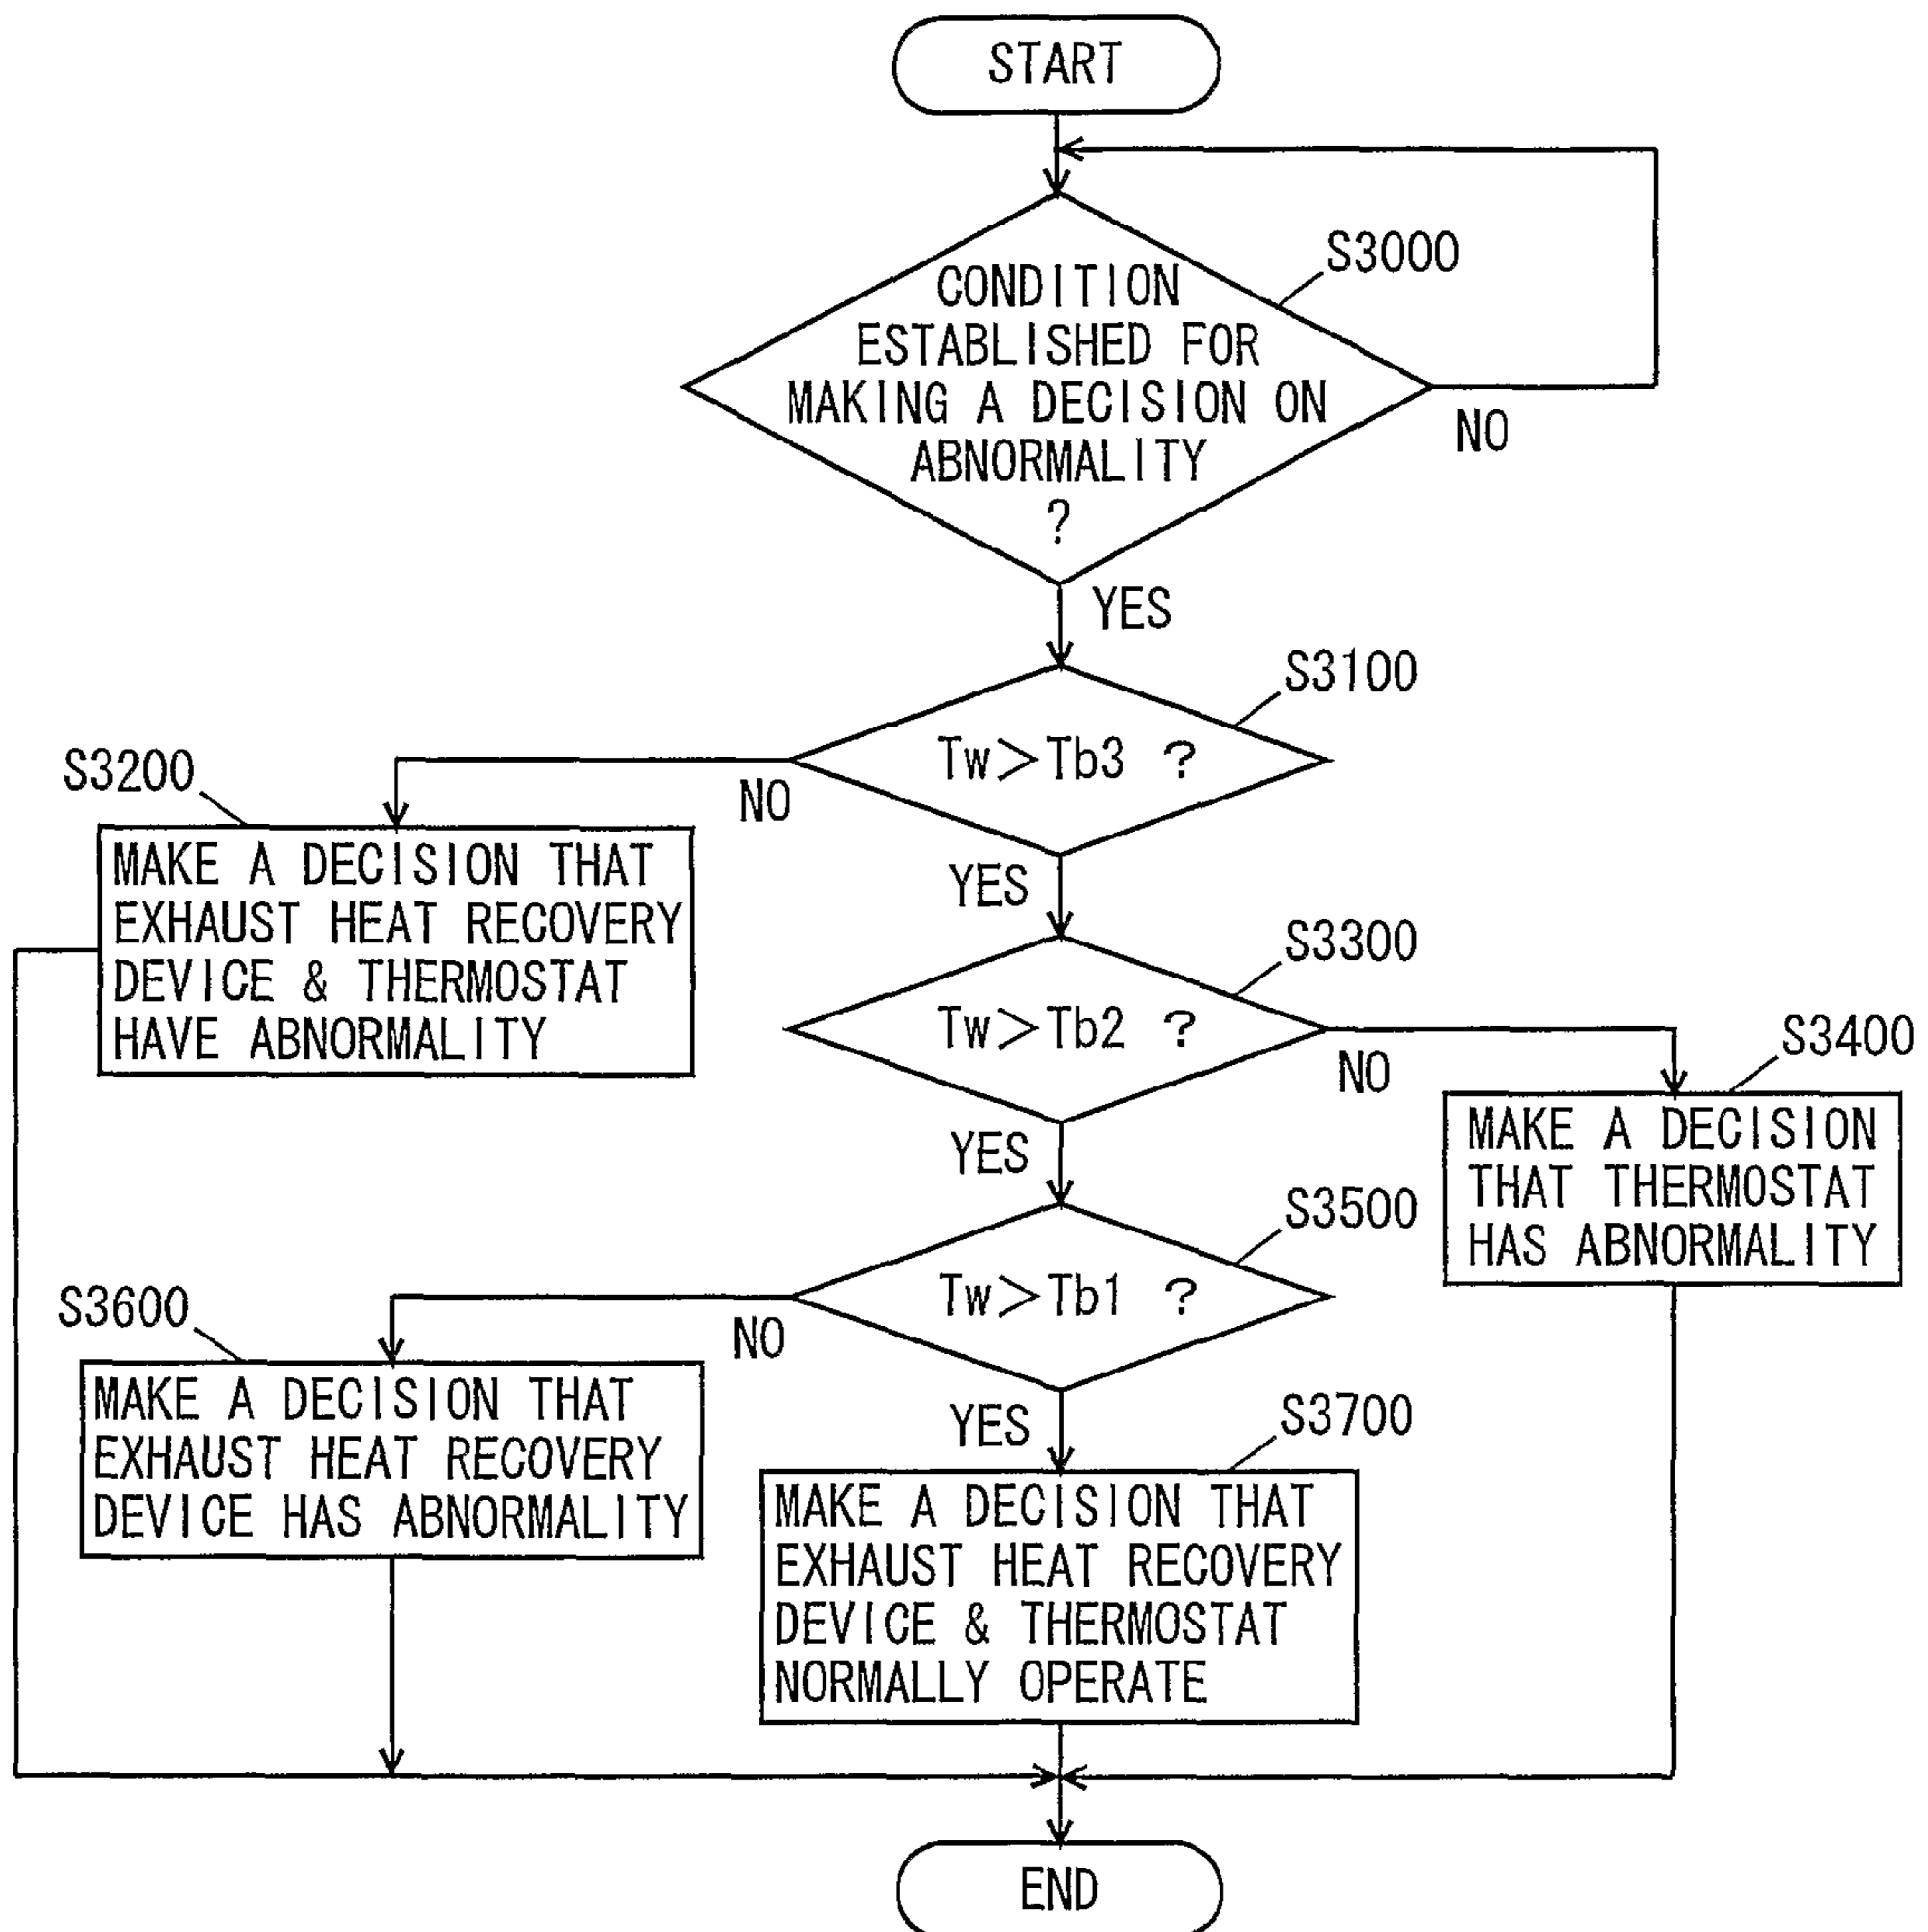 START
S3000
CONDITION
ESTABLISHED FOR
MAKING A DECISION ON
ABNORMALITY
?
NO
YES
S3100
Tw>Tb3 ?
NO
YES
S3200
MAKE A DECISION THAT
EXHAUST HEAT RECOVERY
DEVICE & THERMOSTAT
HAVE ABNORMALITY
S3300
Tw>Tb2 ?
NO
YES
S3400
MAKE A DECISION
THAT THERMOSTAT
HAS ABNORMALITY
S3500
Tw>Tb1 ?
NO
YES
S3600
MAKE A DECISION THAT
EXHAUST HEAT RECOVERY
DEVICE HAS ABNORMALITY
S3700
MAKE A DECISION THAT
EXHAUST HEAT RECOVERY
DEVICE & THERMOSTAT
NORMALLY OPERATE
END